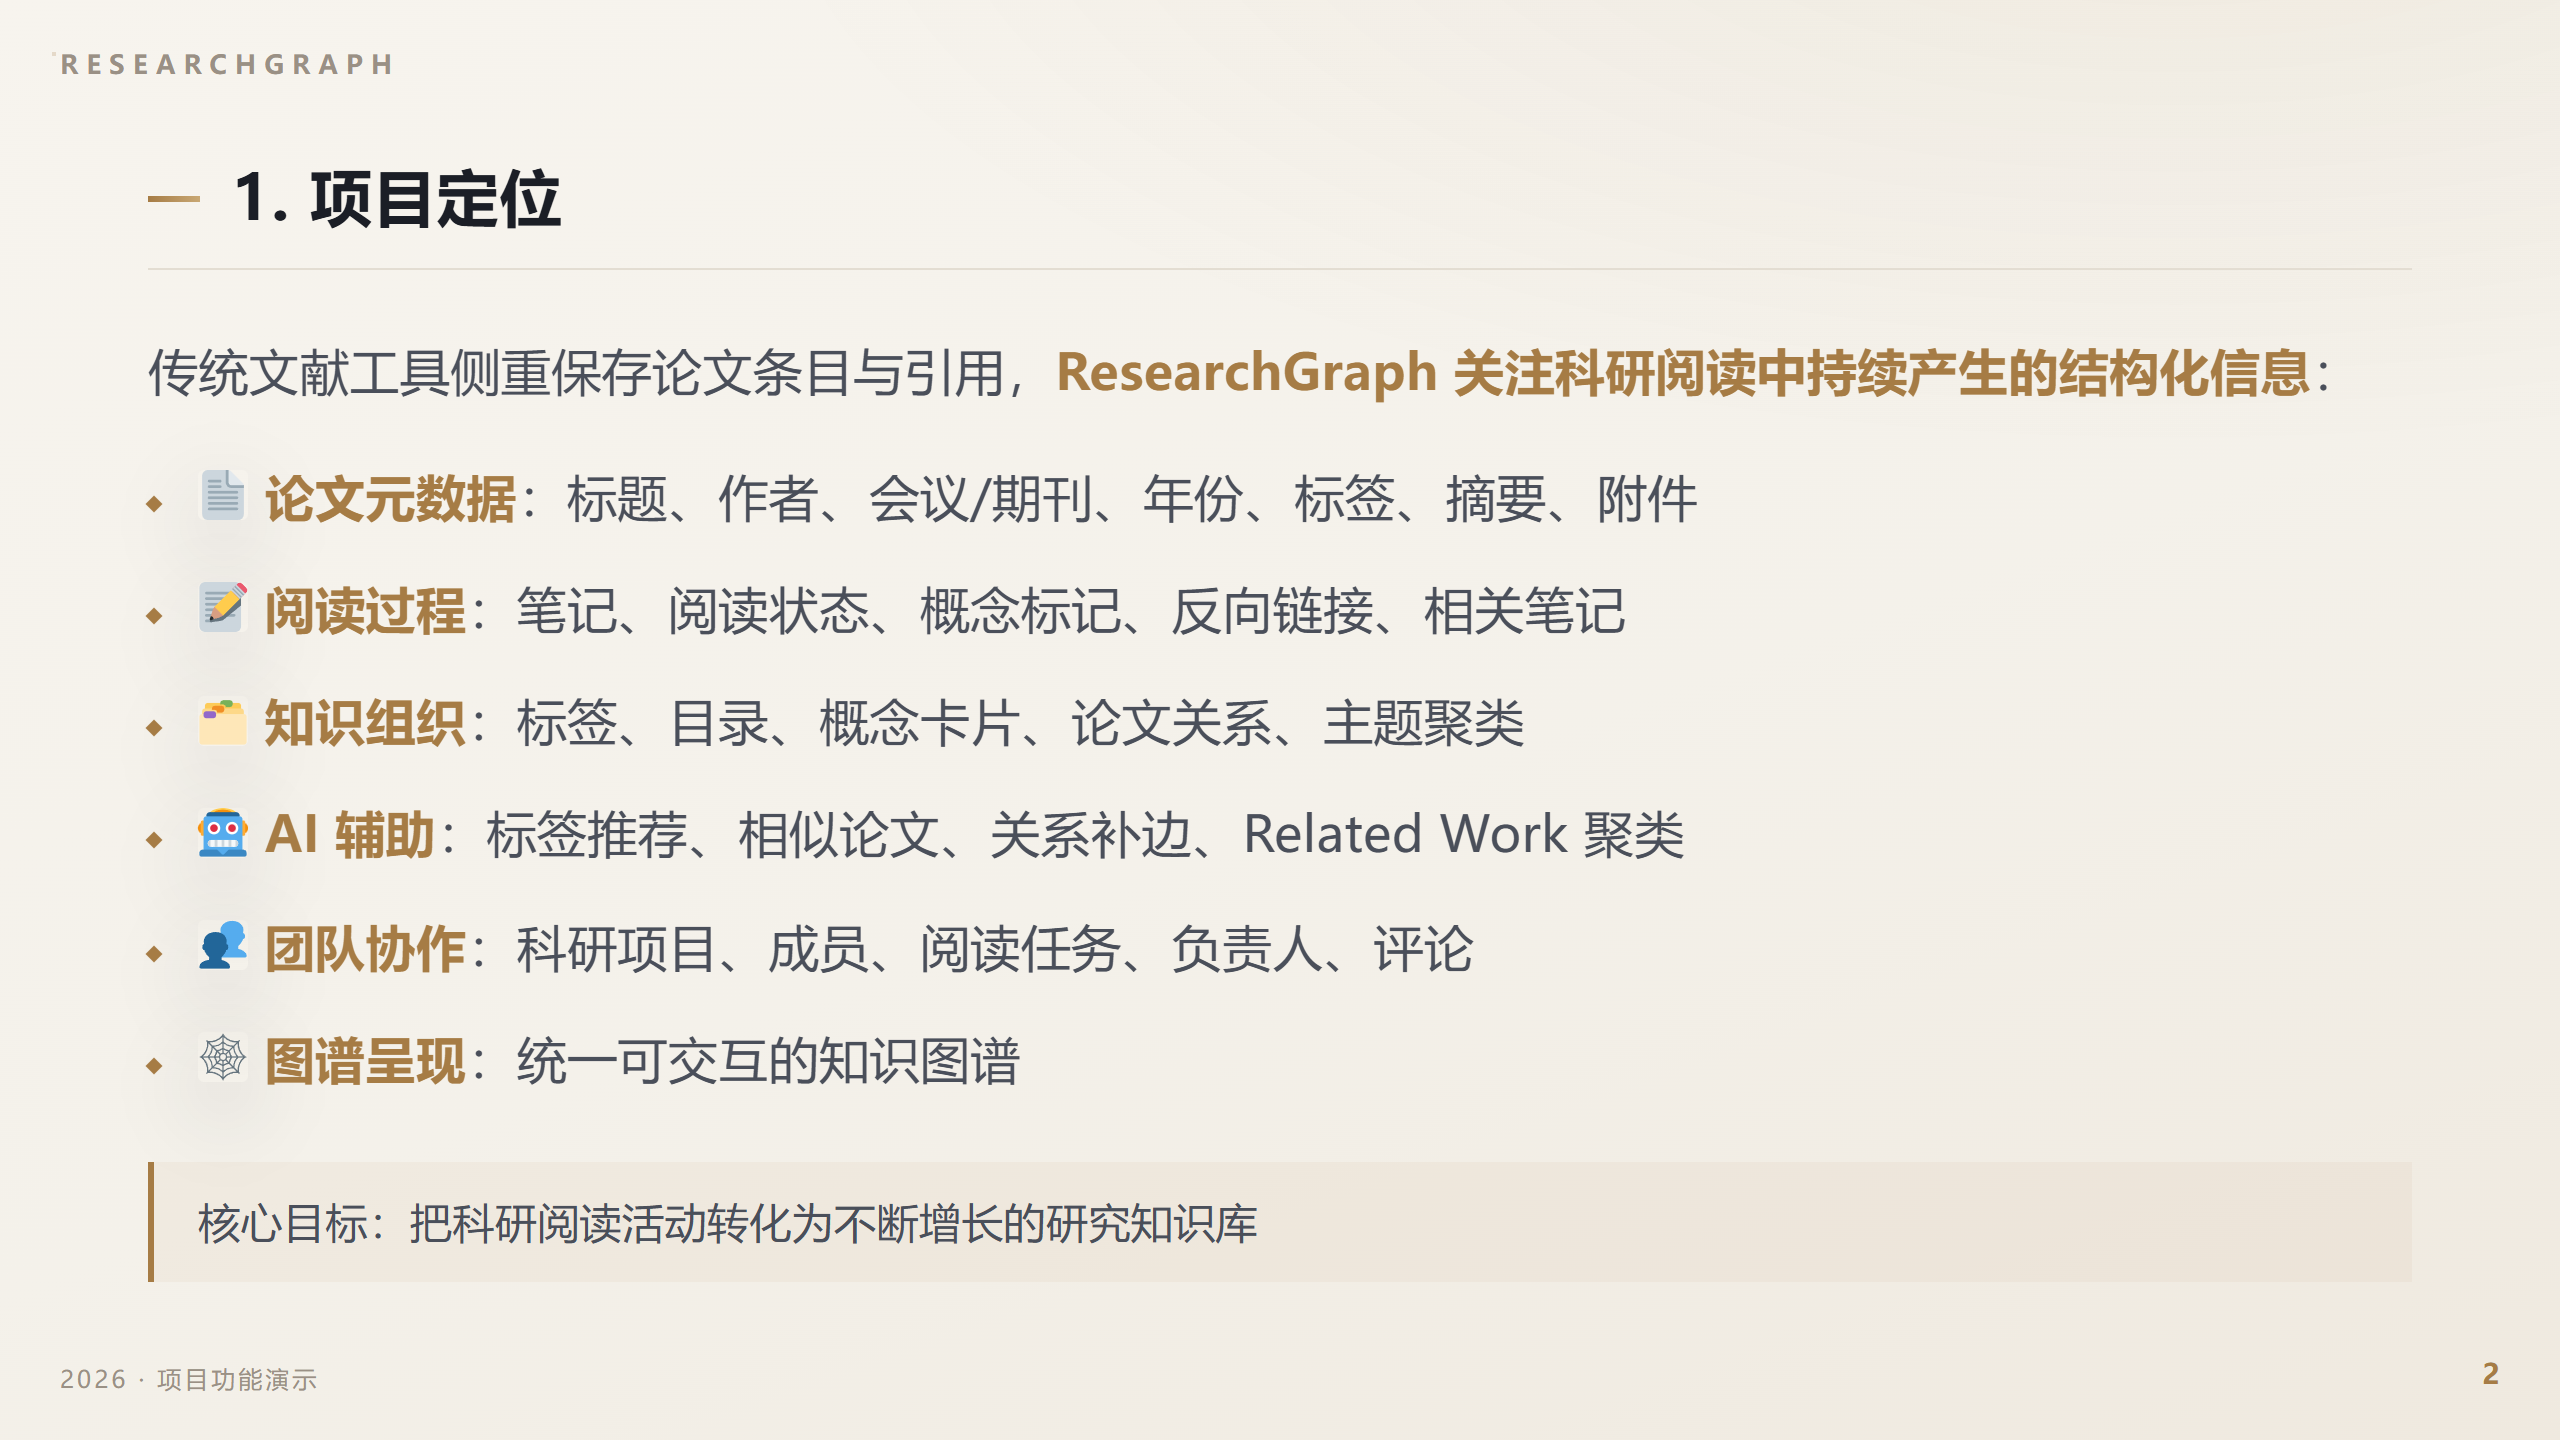 RESEARCHGRAPH
1. 项目定位
传统文献工具侧重保存论文条目与引用，ResearchGraph 关注科研阅读中持续产生的结构化信息：
论文元数据：标题、作者、会议/期刊、年份、标签、摘要、附件
阅读过程：笔记、阅读状态、概念标记、反向链接、相关笔记
知识组织：标签、目录、概念卡片、论文关系、主题聚类
AI 辅助：标签推荐、相似论文、关系补边、Related Work 聚类
团队协作：科研项目、成员、阅读任务、负责人、评论
图谱呈现：统一可交互的知识图谱
核心目标：把科研阅读活动转化为不断增长的研究知识库
2026 · 项目功能演示
2